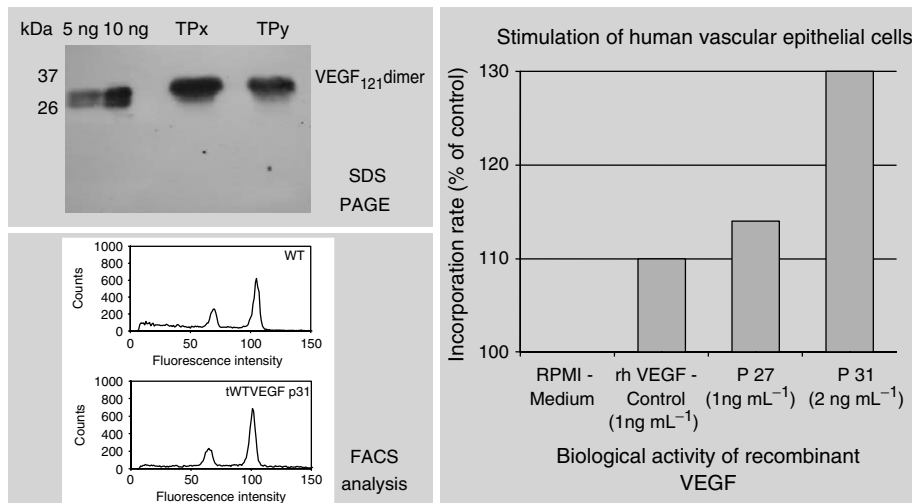 kDa 5 ng 10 ng TPx TPy
37
26
VEGF121dimer
SDS
PAGE
1000
800
600
400
200
0
Counts
WT
0 50 100 150
Fluorescence intensity
1000
800
600
400
200
0
Counts
tWTVEGF p31
0 50 100 150
Fluorescence intensity
FACS
analysis
Stimulation of human vascular epithelial cells
130
120
110
100
Incorporation rate (% of control)
RPMI -
Medium
rh VEGF -
Control
(1ng mL⁻¹)
P 27
(1ng mL⁻¹)
P 31
(2 ng mL⁻¹)
Biological activity of recombinant
VEGF